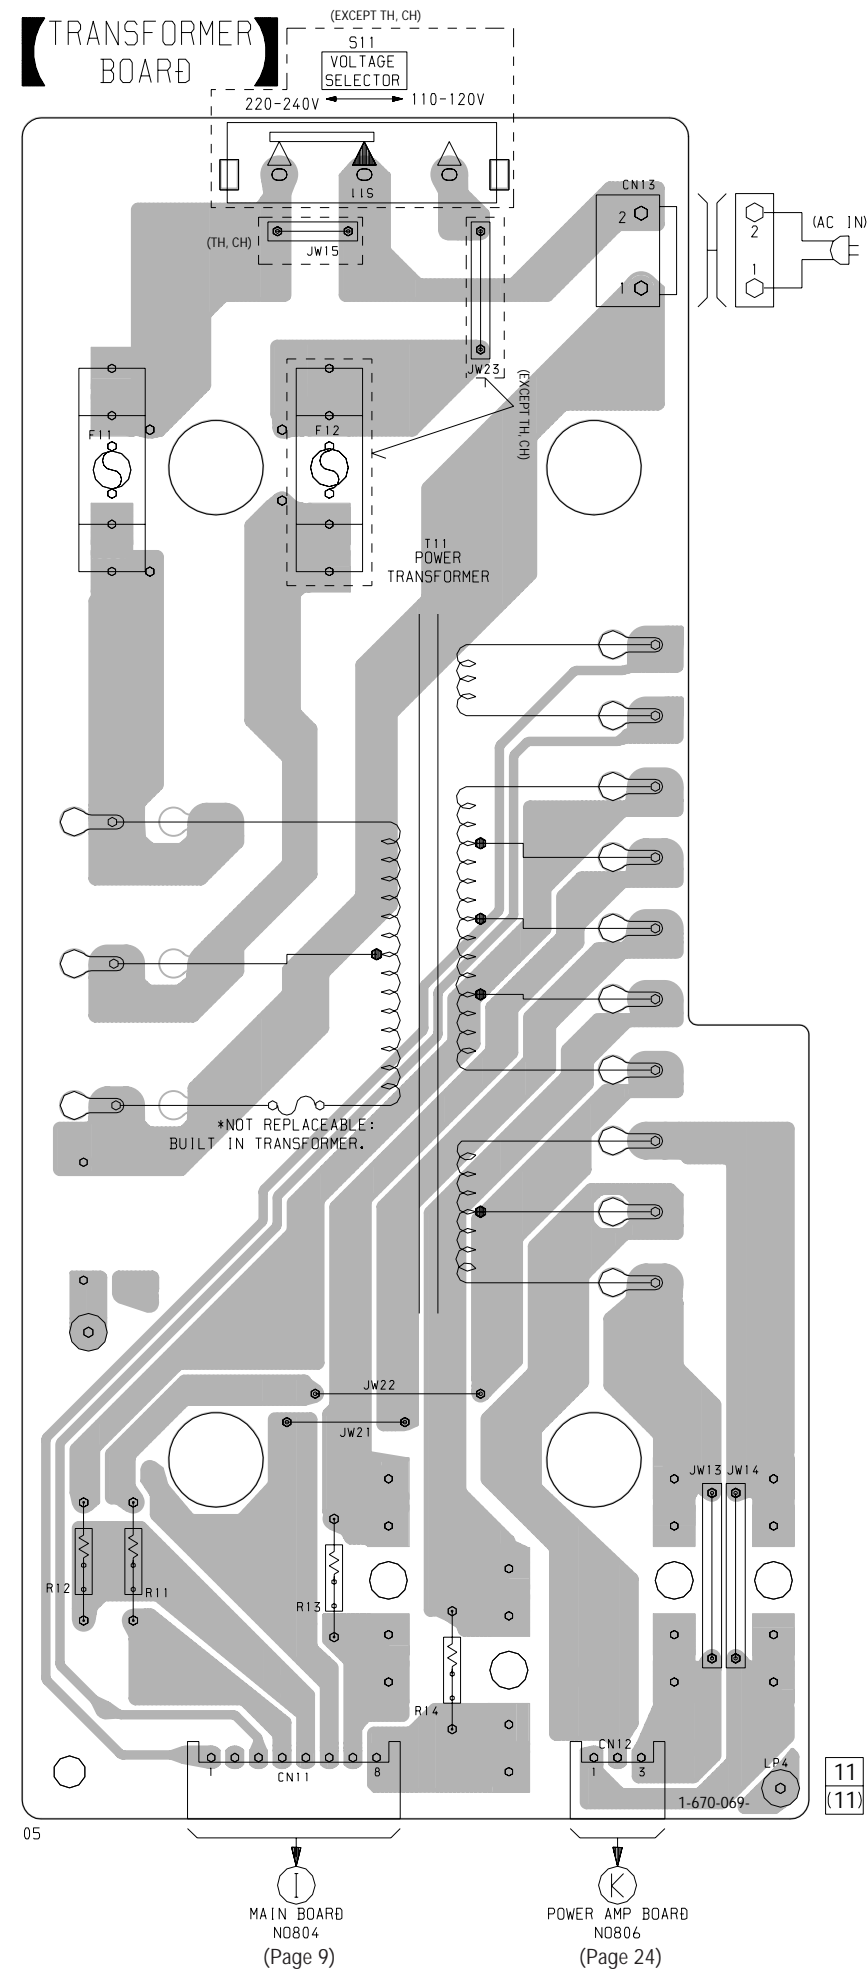 (EXCEPT TH, CH)
TRANSFORMER
BOARD
S11
VOLTAGE
SELECTOR
220-240V
110-120V
S11
CN13
2
2
(AC IN)
(TH, CH)
JW15
1
1
JW23
(EXCEPT TH, CH)
F11
F12
T11
POWER
TRANSFORMER
*NOT REPLACEABLE:
BUILT IN TRANSFORMER.
JW22
JW21
JW13
JW14
R12
R11
R13
R14
CN12
LP4
1
CN11
8
1
3
11
1-670-069-
(11)
05
I
K
MAIN BOARD
N0804
(Page 9)
POWER AMP BOARD
N0806
(Page 24)